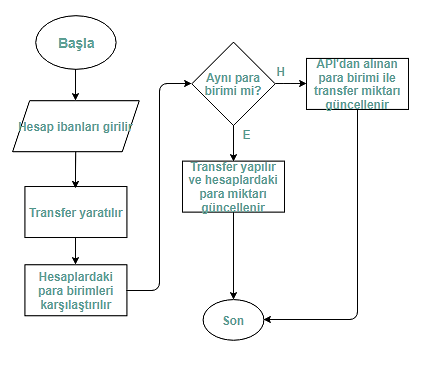 Başla
Hesap ibanları girilir
Transfer yaratılır
Hesaplardaki
para birimleri
karşılaştırılır
Aynı para
birimi mi?
H
API'dan alınan
para birimi ile
transfer miktarı
güncellenir
E
Transfer yapılır
ve hesaplardaki
para miktarı
güncellenir
Son